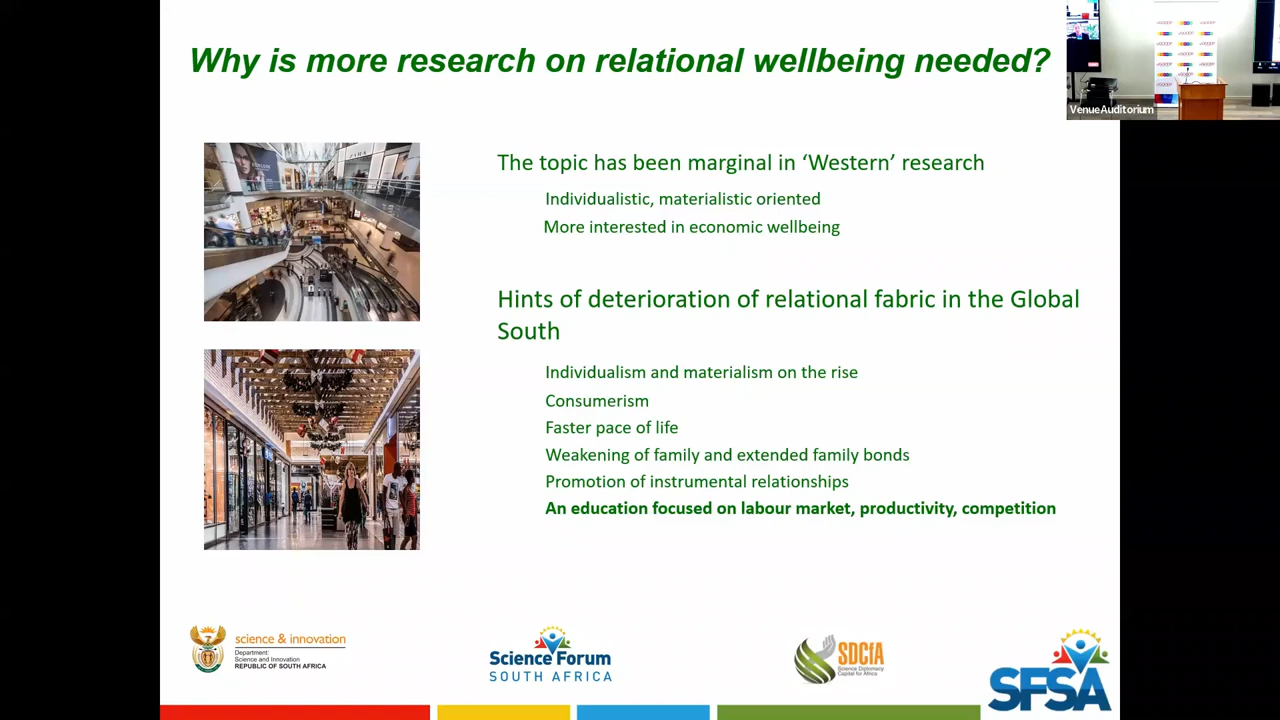 Why is more research on relational wellbeing needed?
VenueAuditorium
The topic has been marginal in ‘Western’ research
Individualistic, materialistic oriented
More interested in economic wellbeing
Hints of deterioration of relational fabric in the Global
South
Individualism and materialism on the rise
Consumerism
Faster pace of life
Weakening of family and extended family bonds
Promotion of instrumental relationships
An education focused on labour market, productivity, competition
science & innovation
Department:
Science and Innovation
REPUBLIC OF SOUTH AFRICA
Science Forum
SOUTH AFRICA
SDCfA
Science Diplomacy
Capital for Africa
SFSA